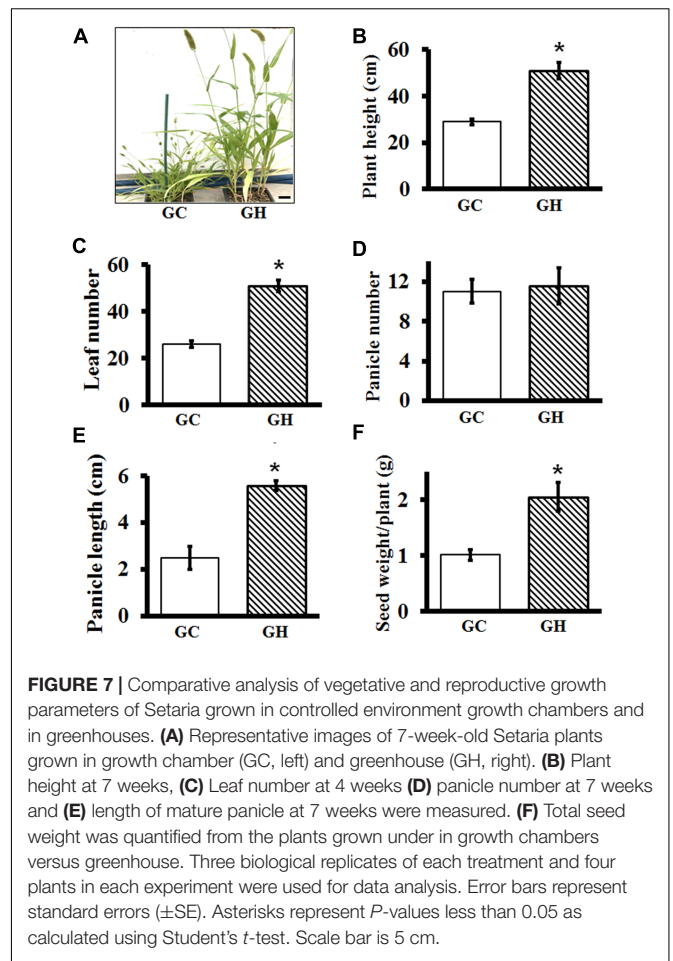 A
GC
GH
B
Plant height (cm)
60
40
20
0
*
GC
GH
C
Leaf number
60
40
20
0
*
GC
GH
D
Panicle number
12
8
4
0
GC
GH
E
Panicle length (cm)
6
4
2
0
*
GC
GH
F
Seed weight/plant (g)
2
1
0
*
GC
GH
FIGURE 7 | Comparative analysis of vegetative and reproductive growth
parameters of Setaria grown in controlled environment growth chambers and
in greenhouses. (A) Representative images of 7-week-old Setaria plants
grown in growth chamber (GC, left) and greenhouse (GH, right). (B) Plant
height at 7 weeks, (C) Leaf number at 4 weeks (D) panicle number at 7 weeks
and (E) length of mature panicle at 7 weeks were measured. (F) Total seed
weight was quantified from the plants grown under in growth chambers
versus greenhouse. Three biological replicates of each treatment and four
plants in each experiment were used for data analysis. Error bars represent
standard errors (±SE). Asterisks represent P-values less than 0.05 as
calculated using Student’s t-test. Scale bar is 5 cm.